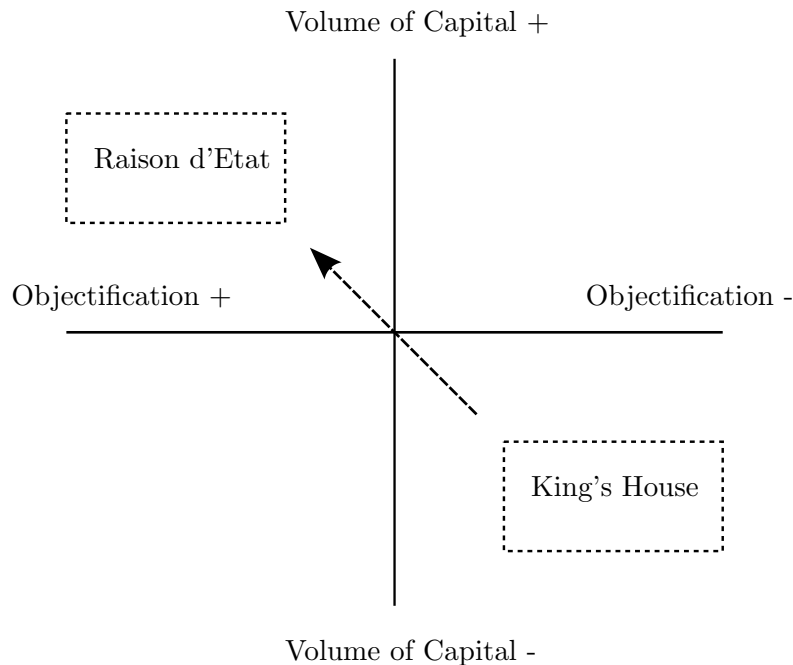 Volume of Capital +
Raison d'Etat
Objectification +
Objectification -
King's House
Volume of Capital -